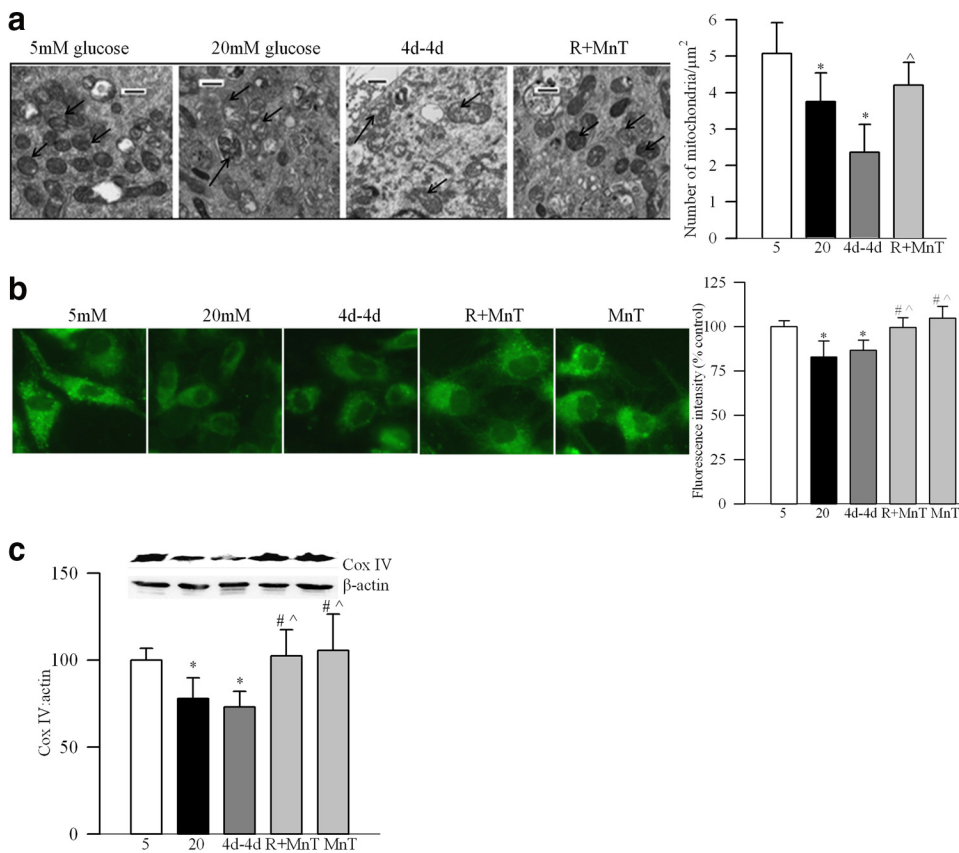 a
5mM glucose 20mM glucose 4d-4d R+MnT
Number of mitochondria/μm²
6
5
4
3
2
1
0
* * ^
5 20 4d-4d R+MnT
b
5mM 20mM 4d-4d R+MnT MnT
Fluorescence intensity (% control)
125
100
75
50
25
0
* * # ^ # ^
5 20 4d-4d R+MnT MnT
c
Cox IV
β-actin
Cox IV:actin
150
100
50
0
* * # ^ # ^
5 20 4d-4d R+MnT MnT